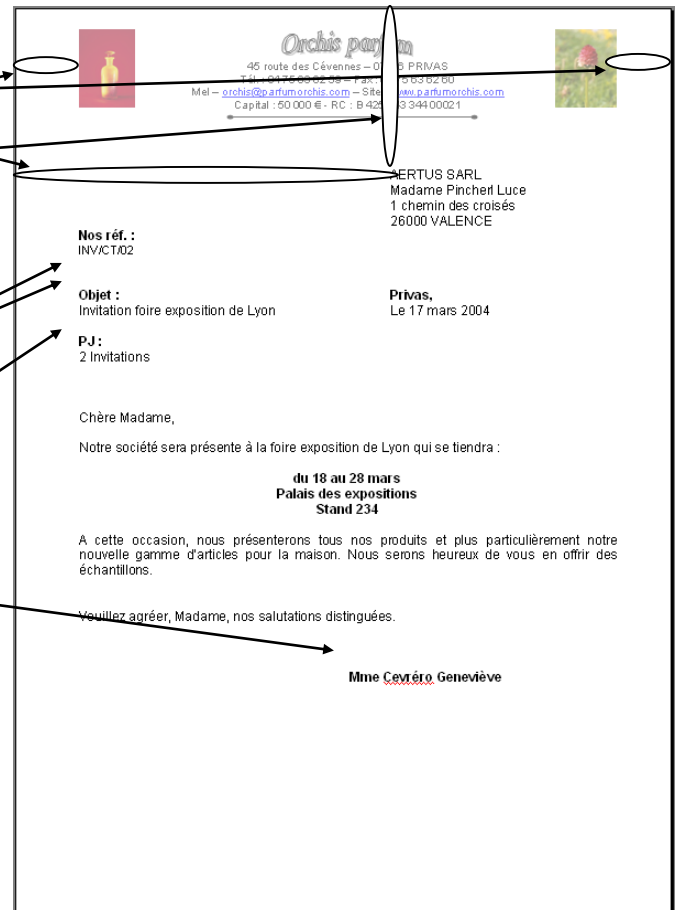 Orchis parfum
45 route des Cévennes – PRIVAS
Tél. :
Mel – orchis@parfumorchis.com – Site www.parfumorchis.com
Capital : 50 000 € - RC : B 334400021
AERTUS SARL
Madame Pincherl Luce
1 chemin des croisés
26000 VALENCE
Nos réf. :
INV/CT/02
Objet :
Invitation foire exposition de Lyon
Privas,
Le 17 mars 2004
PJ :
2 Invitations
Chère Madame,
Notre société sera présente à la foire exposition de Lyon qui se tiendra :
du 18 au 28 mars
Palais des expositions
Stand 234
A cette occasion, nous présenterons tous nos produits et plus particulièrement notre
nouvelle gamme d'articles pour la maison. Nous serons heureux de vous en offrir des
échantillons.
Veuillez agréer, Madame, nos salutations distinguées.
Mme Cevréro Geneviève